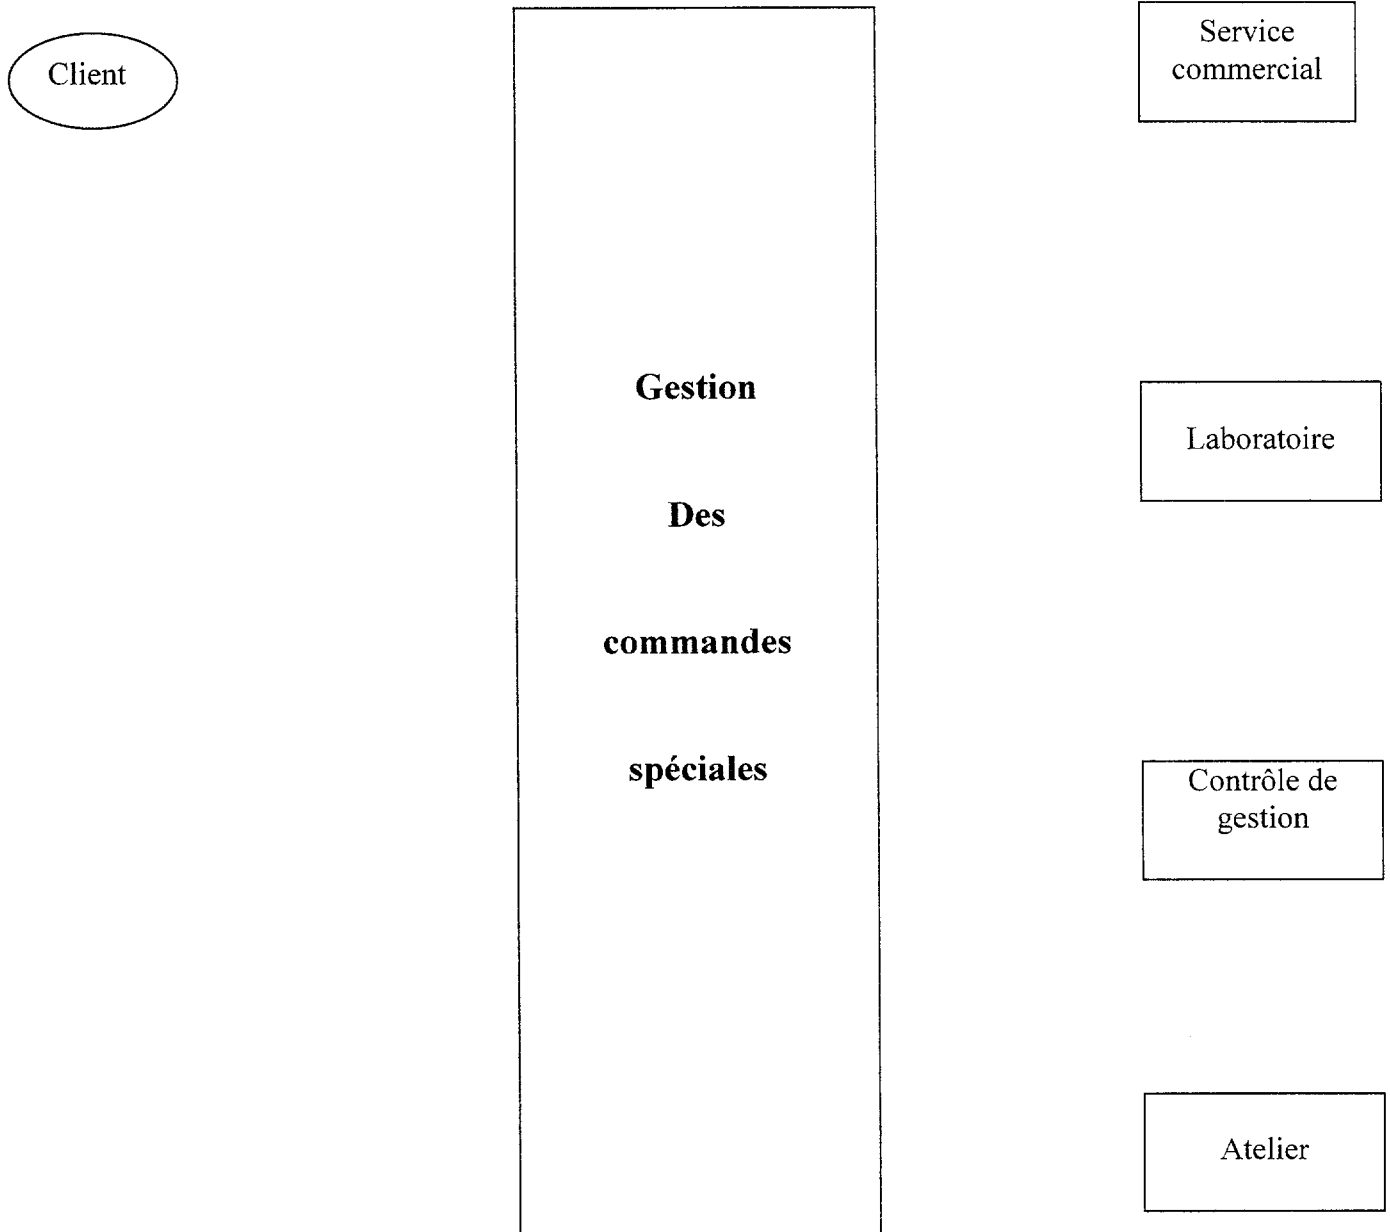 Client
Service
commercial
Gestion
Laboratoire
Des
commandes
spéciales
Contrôle de
gestion
Atelier